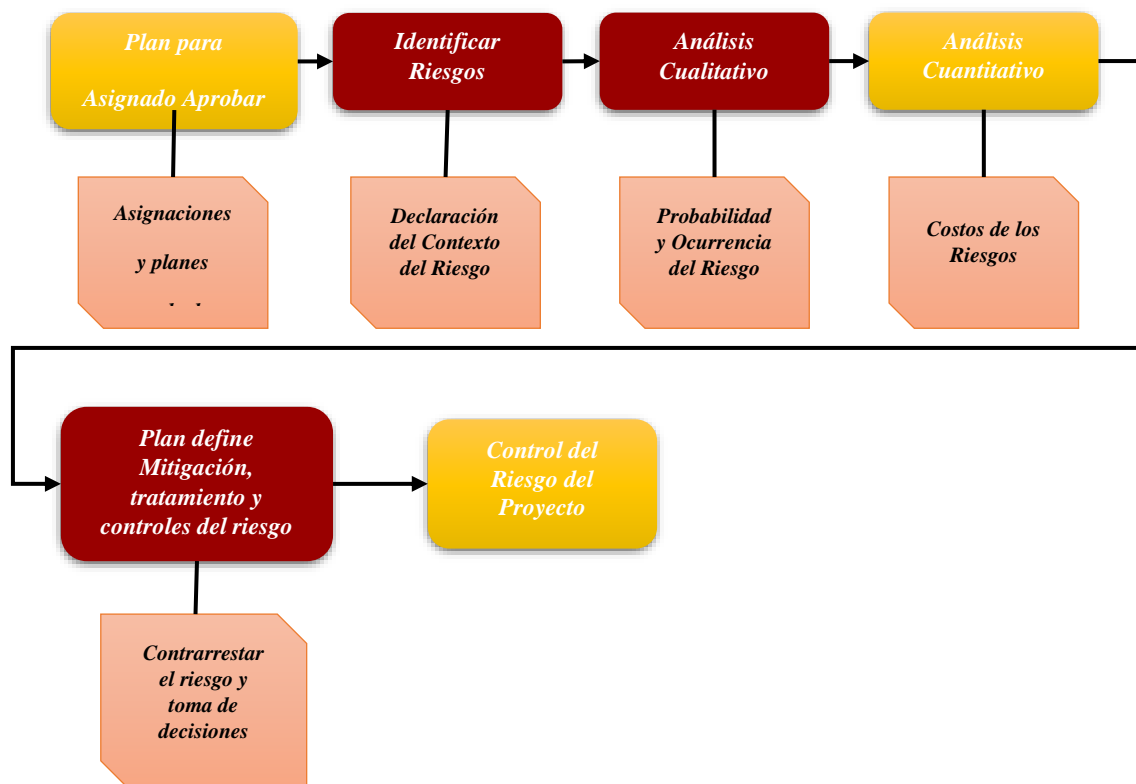 Plan para
Asignado Aprobar
Identificar
Riesgos
Análisis
Cualitativo
Análisis
Cuantitativo
Asignaciones
y planes
Declaración
del Contexto
del Riesgo
Probabilidad
y Ocurrencia
del Riesgo
Costos de los
Riesgos
Plan define
Mitigación,
tratamiento y
controles del riesgo
Control del
Riesgo del
Proyecto
Contrarrestar
el riesgo y
toma de
decisiones